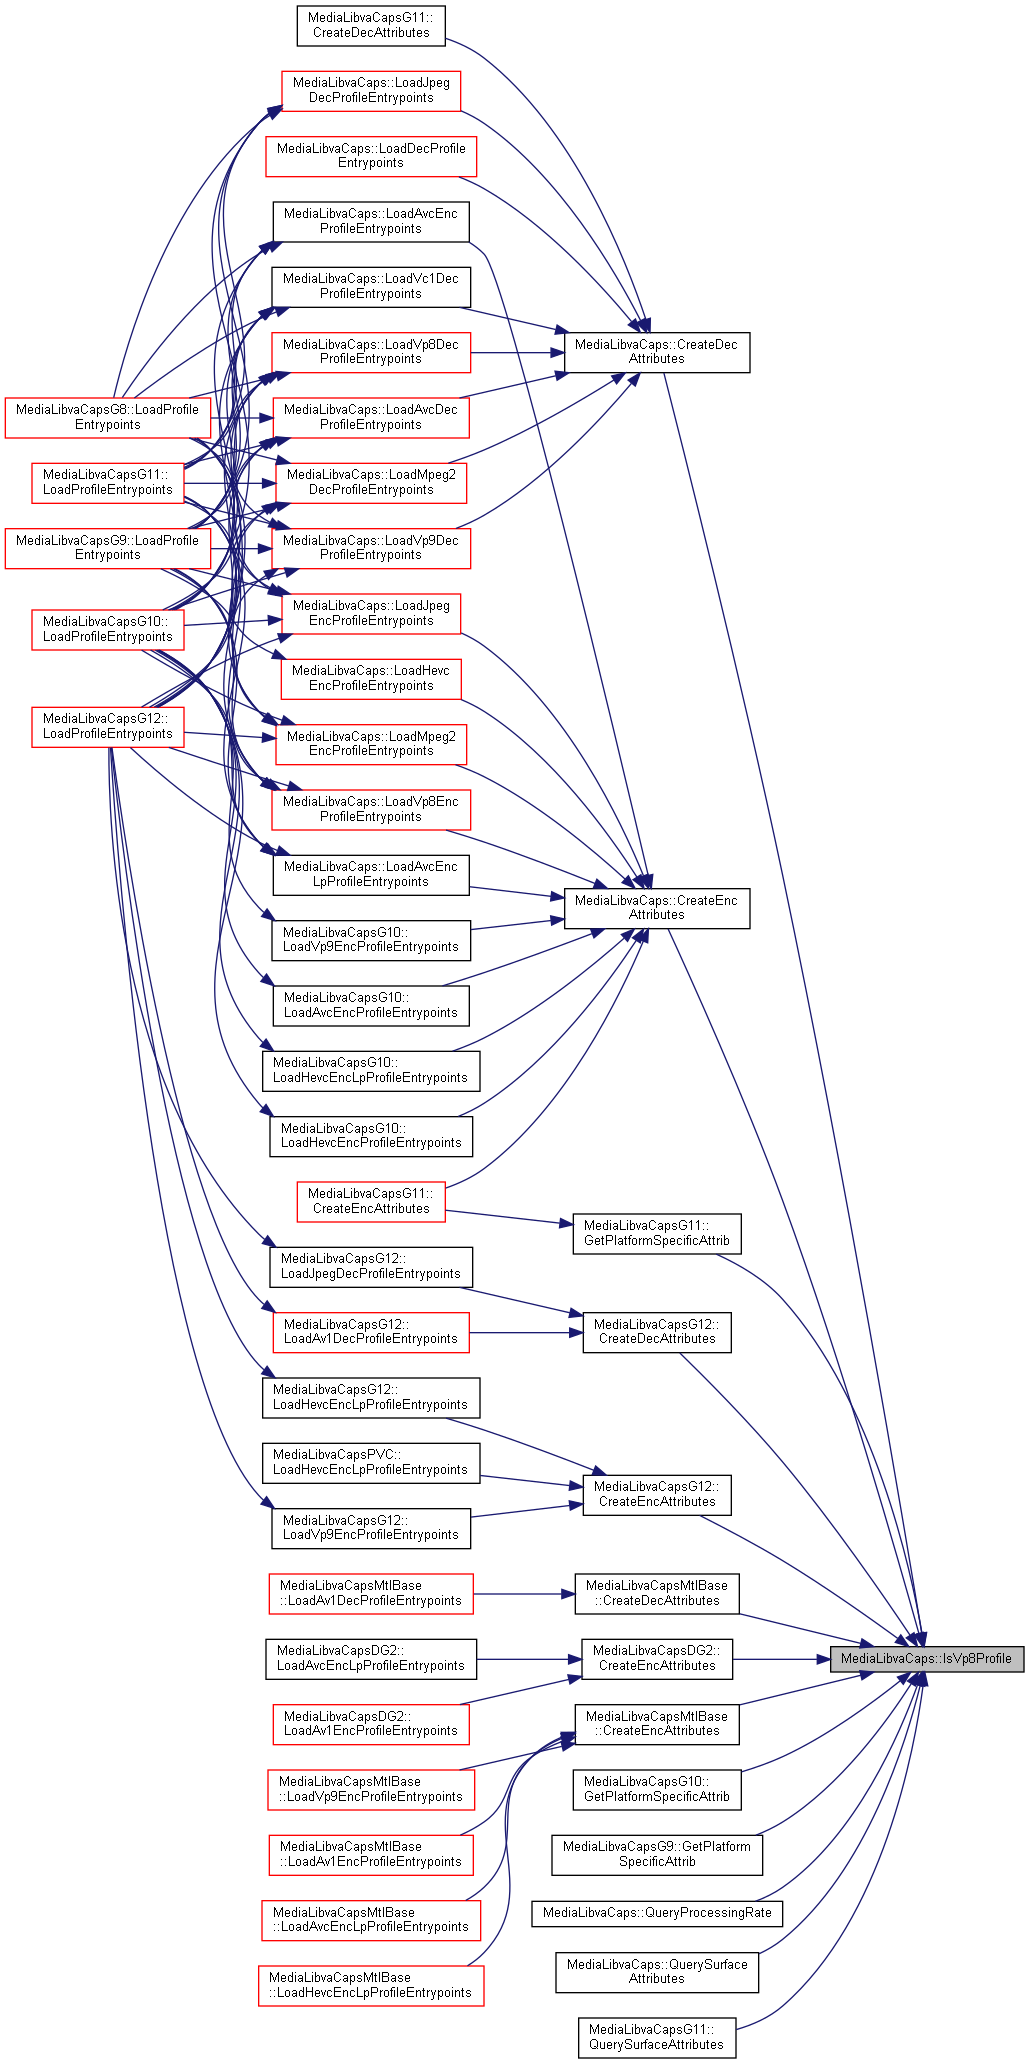 MediaLibvaCapsG11::
CreateDecAttributes
MediaLibvaCaps::LoadJpeg
DecProfileEntrypoints
MediaLibvaCaps::LoadDecProfile
Entrypoints
MediaLibvaCaps::LoadAvcEnc
ProfileEntrypoints
MediaLibvaCaps::LoadVc1Dec
ProfileEntrypoints
MediaLibvaCaps::LoadVp8Dec
ProfileEntrypoints
MediaLibvaCaps::CreateDec
Attributes
MediaLibvaCapsG8::LoadProfile
Entrypoints
MediaLibvaCaps::LoadAvcDec
ProfileEntrypoints
MediaLibvaCapsG11::
LoadProfileEntrypoints
MediaLibvaCaps::LoadMpeg2
DecProfileEntrypoints
MediaLibvaCapsG9::LoadProfile
Entrypoints
MediaLibvaCaps::LoadVp9Dec
ProfileEntrypoints
MediaLibvaCapsG10::
LoadProfileEntrypoints
MediaLibvaCaps::LoadJpeg
EncProfileEntrypoints
MediaLibvaCaps::LoadHevc
EncProfileEntrypoints
MediaLibvaCapsG12::
LoadProfileEntrypoints
MediaLibvaCaps::LoadMpeg2
EncProfileEntrypoints
MediaLibvaCaps::LoadVp8Enc
ProfileEntrypoints
MediaLibvaCaps::LoadAvcEnc
LpProfileEntrypoints
MediaLibvaCaps::CreateEnc
Attributes
MediaLibvaCapsG10::
LoadVp9EncProfileEntrypoints
MediaLibvaCapsG10::
LoadAvcEncProfileEntrypoints
MediaLibvaCapsG10::
LoadHevcEncLpProfileEntrypoints
MediaLibvaCapsG10::
LoadHevcEncProfileEntrypoints
MediaLibvaCapsG11::
CreateEncAttributes
MediaLibvaCapsG11::
GetPlatformSpecificAttrib
MediaLibvaCapsG12::
LoadJpegDecProfileEntrypoints
MediaLibvaCapsG12::
LoadAv1DecProfileEntrypoints
MediaLibvaCapsG12::
CreateDecAttributes
MediaLibvaCapsG12::
LoadHevcEncLpProfileEntrypoints
MediaLibvaCapsPVC::
LoadHevcEncLpProfileEntrypoints
MediaLibvaCapsG12::
CreateEncAttributes
MediaLibvaCapsG12::
LoadVp9EncProfileEntrypoints
MediaLibvaCapsMtlBase
::LoadAv1DecProfileEntrypoints
MediaLibvaCapsMtlBase
::CreateDecAttributes
MediaLibvaCapsDG2::
LoadAvcEncLpProfileEntrypoints
MediaLibvaCapsDG2::
CreateEncAttributes
MediaLibvaCaps::IsVp8Profile
MediaLibvaCapsDG2::
LoadAv1EncProfileEntrypoints
MediaLibvaCapsMtlBase
::CreateEncAttributes
MediaLibvaCapsMtlBase
::LoadVp9EncProfileEntrypoints
MediaLibvaCapsG10::
GetPlatformSpecificAttrib
MediaLibvaCapsMtlBase
::LoadAv1EncProfileEntrypoints
MediaLibvaCapsG9::GetPlatform
SpecificAttrib
MediaLibvaCapsMtlBase
::LoadAvcEncLpProfileEntrypoints
MediaLibvaCaps::QueryProcessingRate
MediaLibvaCapsMtlBase
::LoadHevcEncLpProfileEntrypoints
MediaLibvaCaps::QuerySurface
Attributes
MediaLibvaCapsG11::
QuerySurfaceAttributes